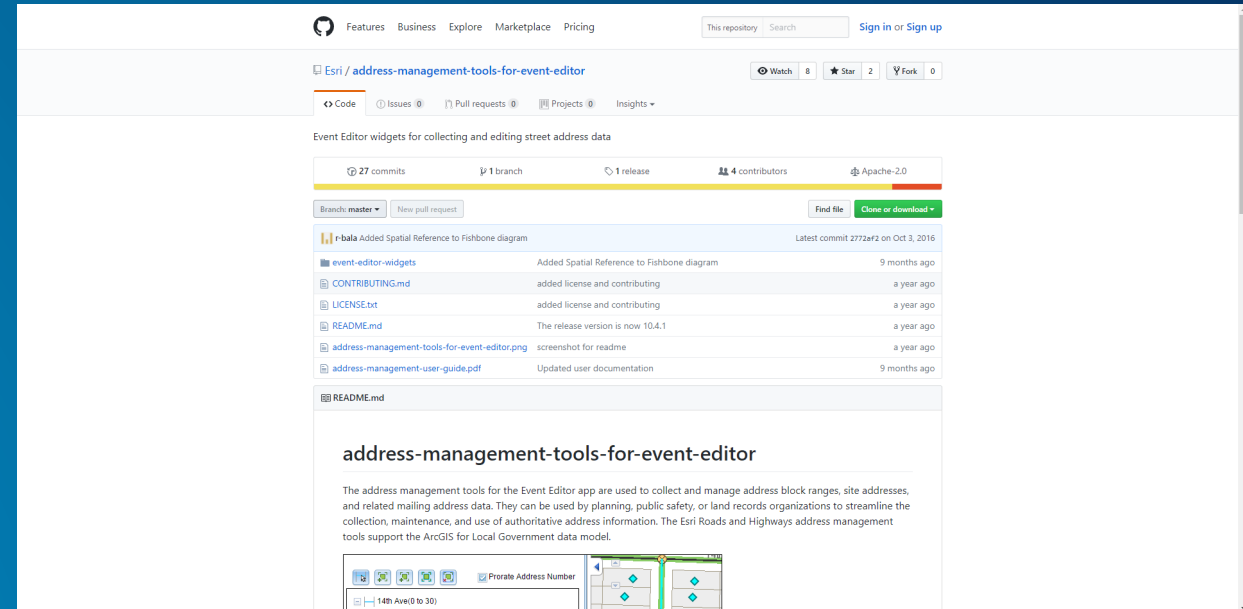 Features Business Explore Marketplace Pricing This repository Search Sign in or Sign up
Esri / address-management-tools-for-event-editor Watch 8 Star 2 Fork 0
Code Issues 0 Pull requests 0 Projects 0 Insights
Event Editor widgets for collecting and editing street address data
27 commits 1 branch 1 release 4 contributors Apache-2.0
Branch: master New pull request Find file Clone or download
r-bala Added Spatial Reference to Fishbone diagram Latest commit 2772af2 on Oct 3, 2016
event-editor-widgets Added Spatial Reference to Fishbone diagram 9 months ago
CONTRIBUTING.md added license and contributing a year ago
LICENSE.txt added license and contributing a year ago
README.md The release version is now 10.4.1 a year ago
address-management-tools-for-event-editor.png screenshot for readme a year ago
address-management-user-guide.pdf Updated user documentation 9 months ago
README.md
address-management-tools-for-event-editor
The address management tools for the Event Editor app are used to collect and manage address block ranges, site addresses,
and related mailing address data. They can be used by planning, public safety, or land records organizations to streamline the
collection, maintenance, and use of authoritative address information. The Esri Roads and Highways address management
tools support the ArcGIS for Local Government data model.
Prorate Address Number
14th Ave(0 to 30)